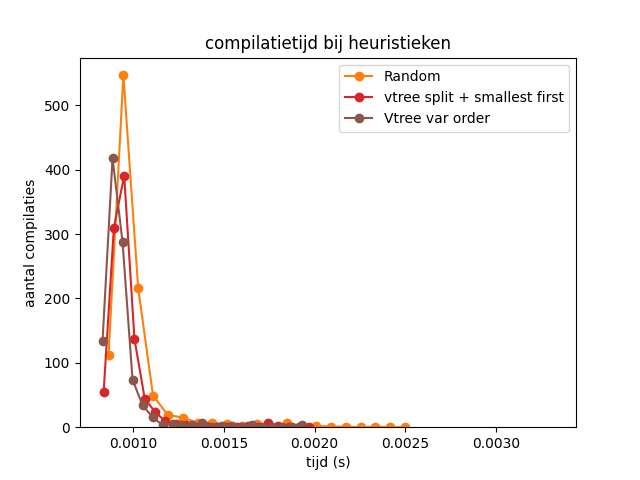 compilatietijd bij heuristieken
Random
vtree split + smallest first
Vtree var order
aantal compilaties
500
400
300
200
100
0
0.0010 0.0015 0.0020 0.0025 0.0030
tijd (s)